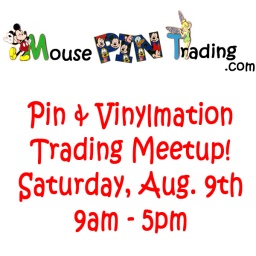 Mouse PIN Trading
.com
Pin & Vinylmation
Trading Meetup!
Saturday, Aug. 9th
9am - 5pm